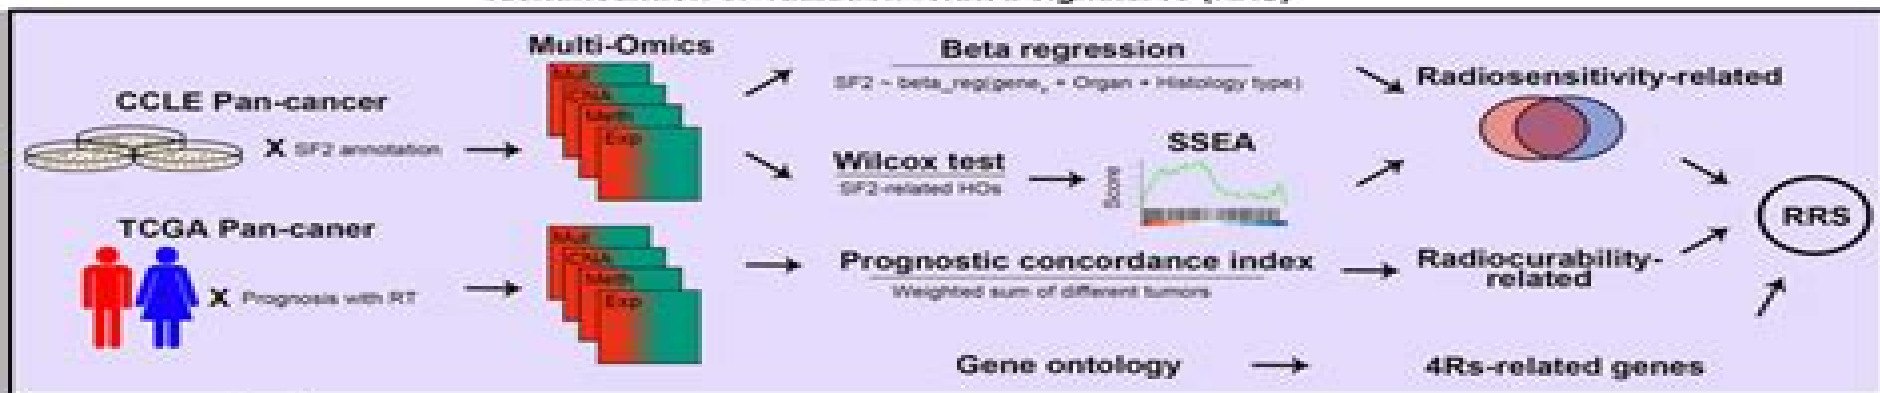 Multi-Omics
Beta regression
SF2 ~ beta_reg(gene, + Organ + Histology type)
Radiosensitivity-related
CCLE Pan-cancer
X SF2 annotation
Mut
CNA
Meth
Exp
Wilcox test
SF2-related HOs
SSEA
Score
TCGA Pan-caner
X Prognosis with RT
Mut
CNA
Meth
Exp
Prognostic concordance index
Weighted sum of different tumors
Radiocurability-
related
RRS
Gene ontology
4Rs-related genes